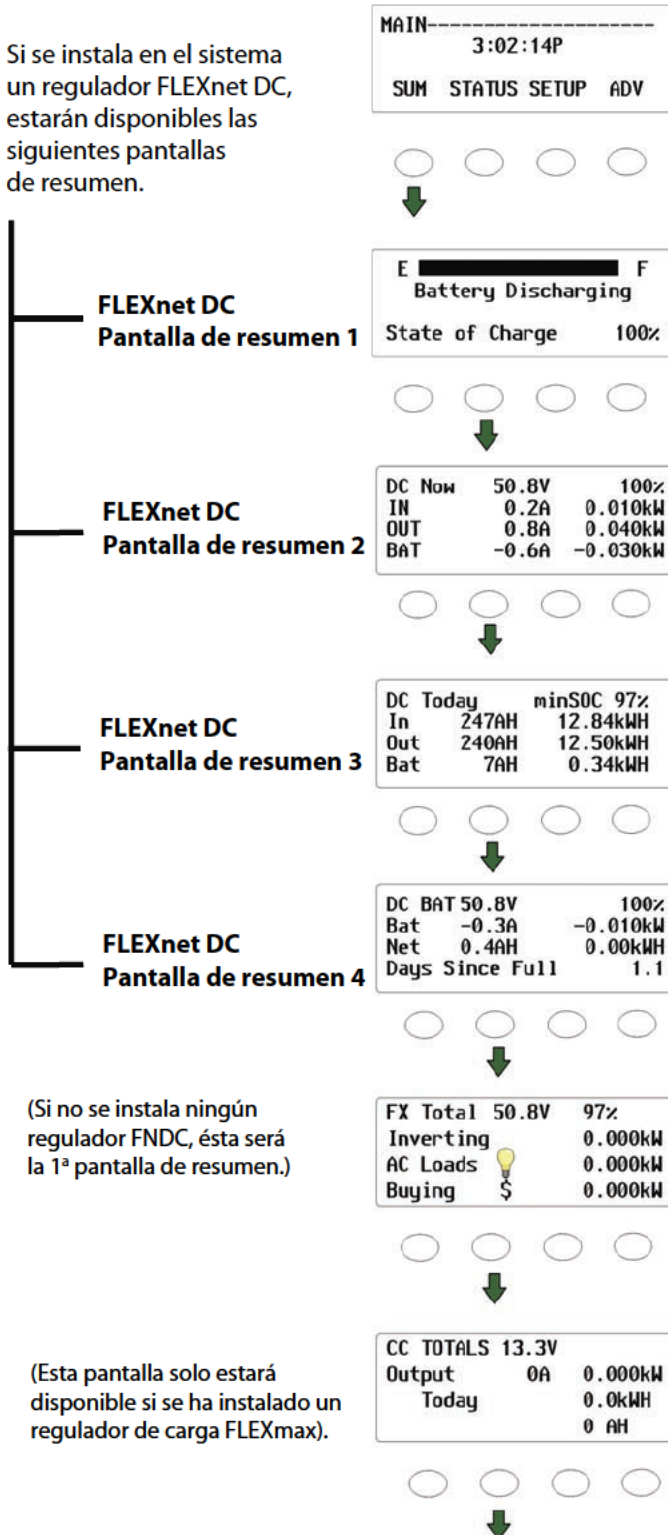 MAIN--------------------
3:02:14P
SUM STATUS SETUP ADV
Si se instala en el sistema
un regulador FLEXnet DC,
estarán disponibles las
siguientes pantallas
de resumen.
FLEXnet DC
Pantalla de resumen 1
E F
Battery Discharging
State of Charge 100%
FLEXnet DC
Pantalla de resumen 2
DC Now 50.8V 100%
IN 0.2A 0.010kW
OUT 0.8A 0.040kW
BAT -0.6A -0.030kW
FLEXnet DC
Pantalla de resumen 3
DC Today minSOC 97%
In 247AH 12.84kWH
Out 240AH 12.50kWH
Bat 7AH 0.34kWH
FLEXnet DC
Pantalla de resumen 4
DC BAT 50.8V 100%
Bat -0.3A -0.010kW
Net 0.4AH 0.00kWH
Days Since Full 1.1
(Si no se instala ningún
regulador FNDC, ésta será
la 1ª pantalla de resumen.)
FX Total 50.8V 97%
Inverting 0.000kW
AC Loads 0.000kW
Buying $ 0.000kW
(Esta pantalla solo estará
disponible si se ha instalado un
regulador de carga FLEXmax).
CC TOTALS 13.3V
Output 0A 0.000kW
Today 0.0kWH
0 AH